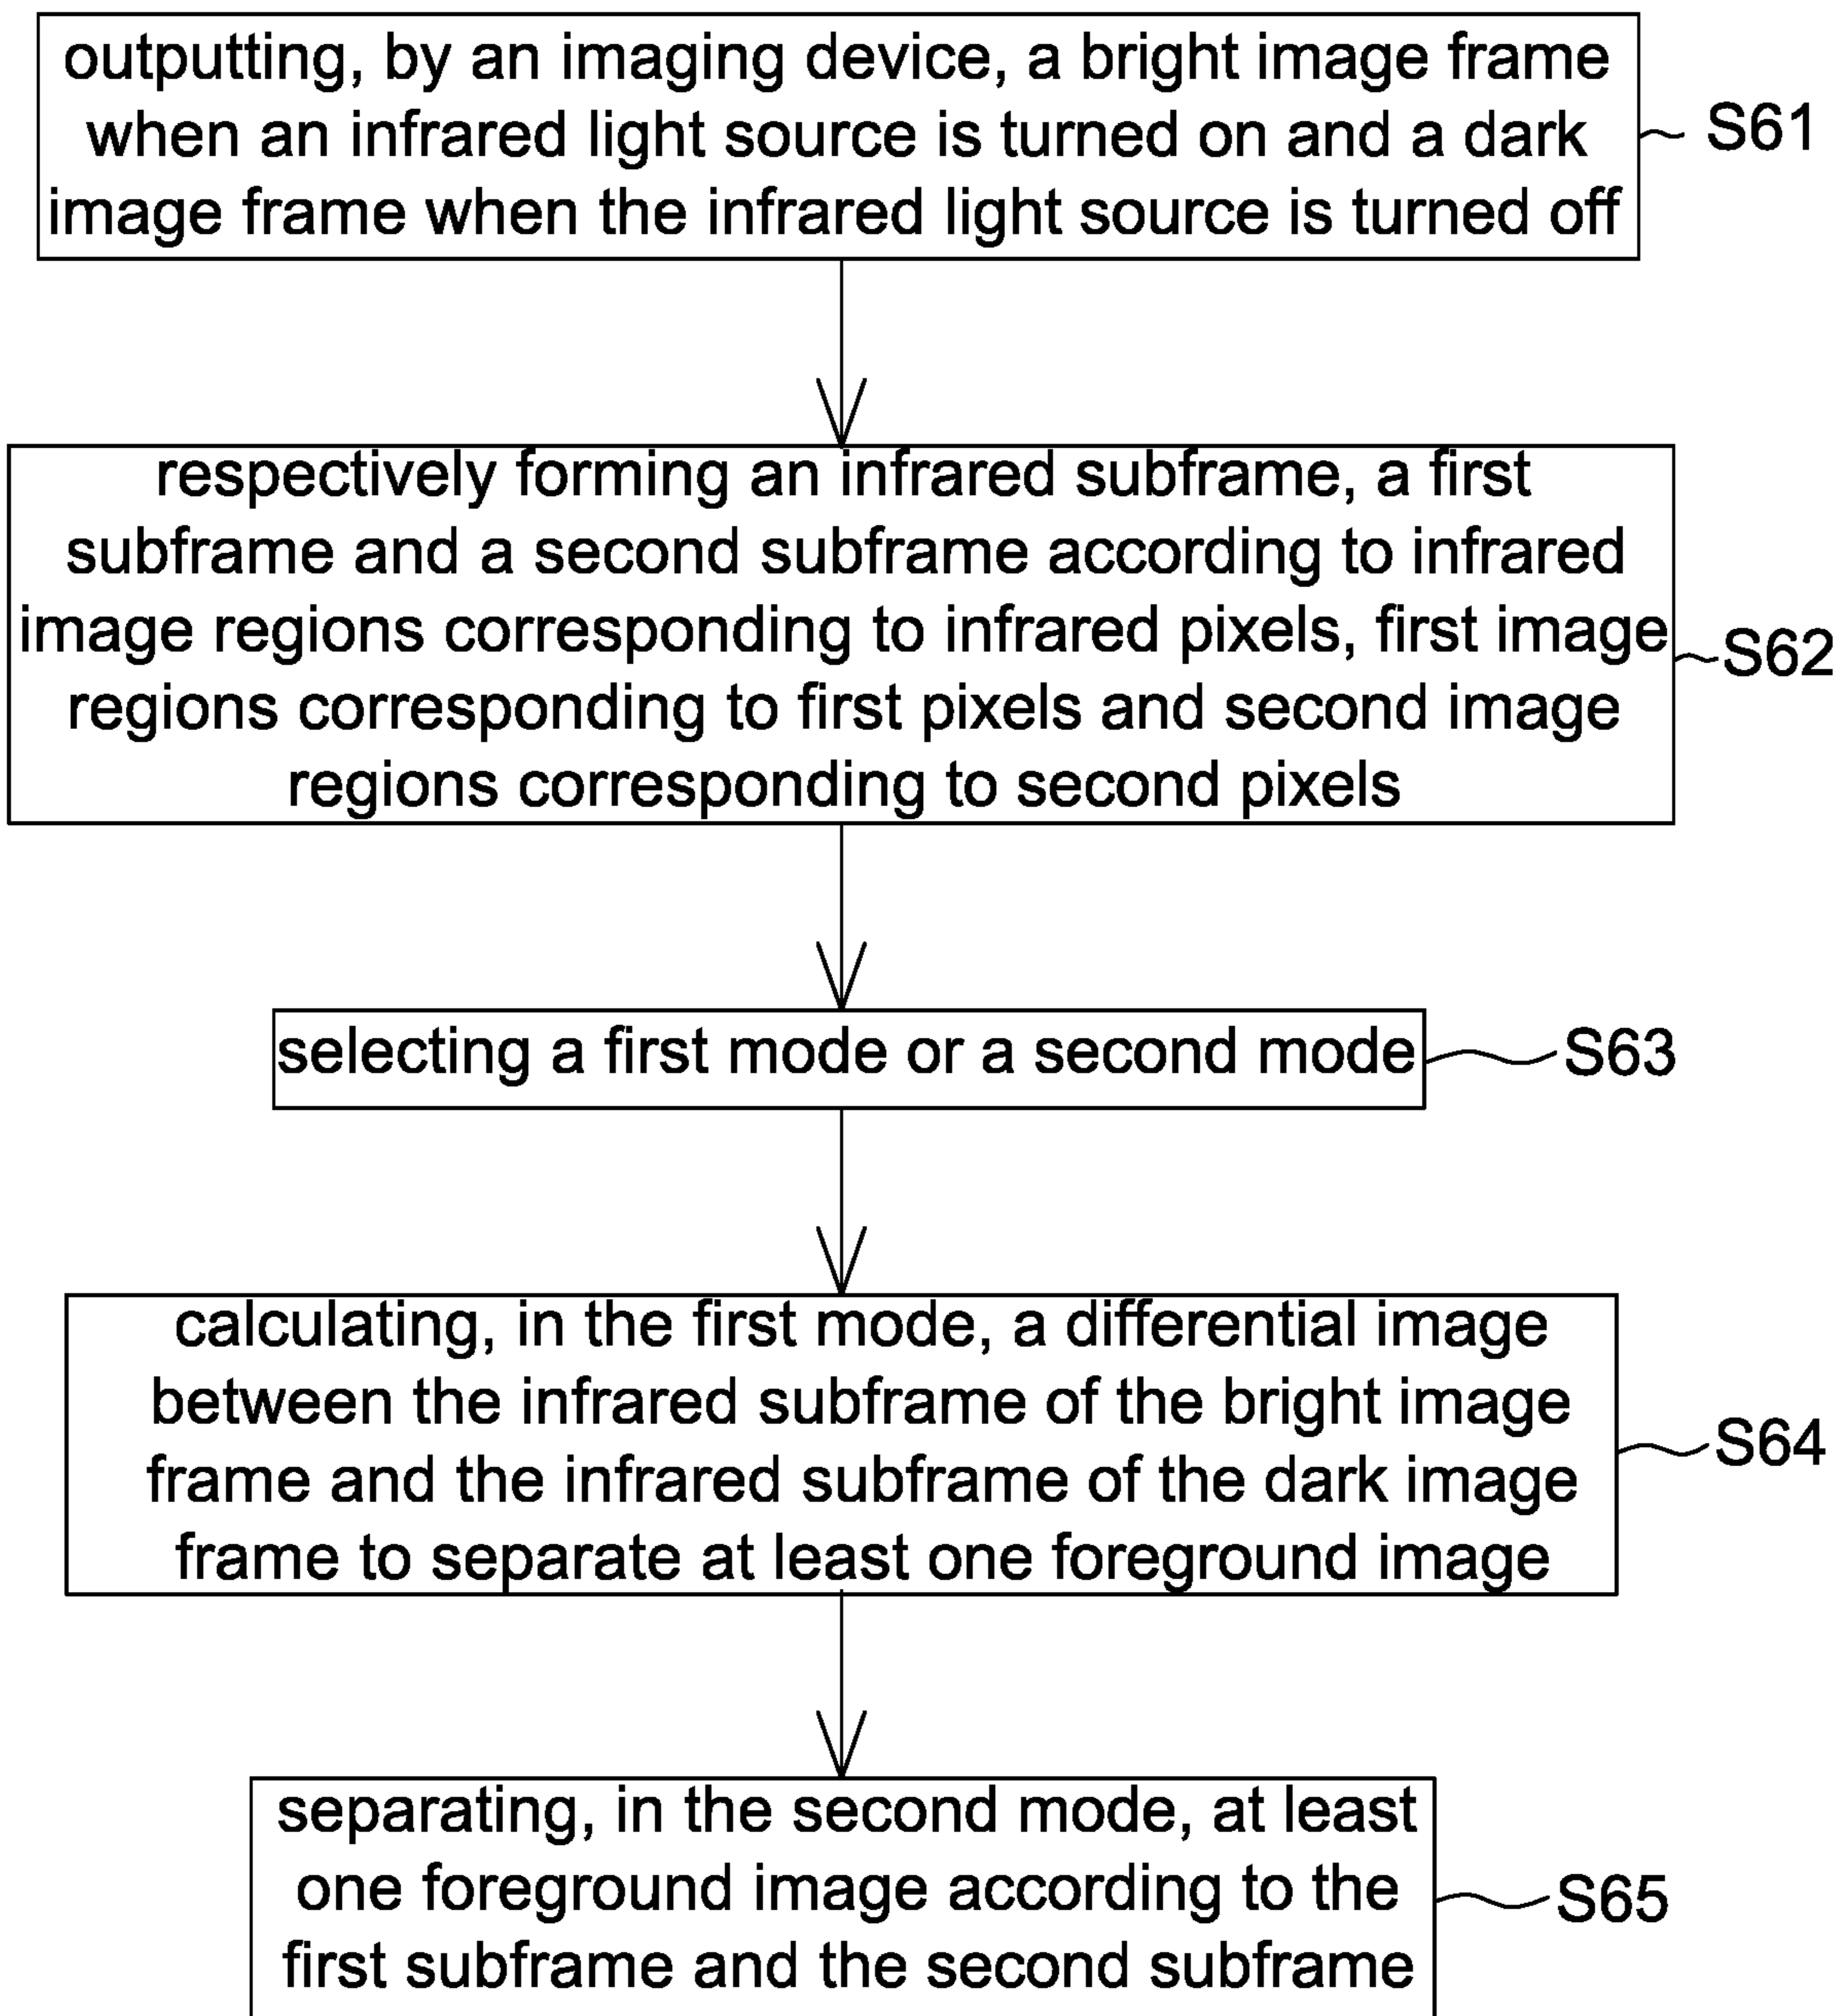 outputting, by an imaging device, a bright image frame
when an infrared light source is turned on and a dark
image frame when the infrared light source is turned off
S61
respectively forming an infrared subframe, a first
subframe and a second subframe according to infrared
image regions corresponding to infrared pixels, first image
regions corresponding to first pixels and second image
regions corresponding to second pixels
S62
selecting a first mode or a second mode
S63
calculating, in the first mode, a differential image
between the infrared subframe of the bright image
frame and the infrared subframe of the dark image
frame to separate at least one foreground image
S64
separating, in the second mode, at least
one foreground image according to the
first subframe and the second subframe
S65